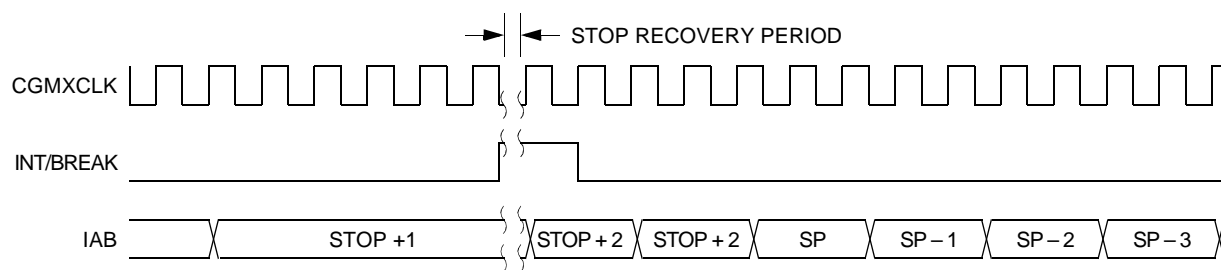 STOP RECOVERY PERIOD
CGMXCLK
INT/BREAK
IAB STOP +1 STOP + 2 STOP + 2 SP SP – 1 SP – 2 SP – 3